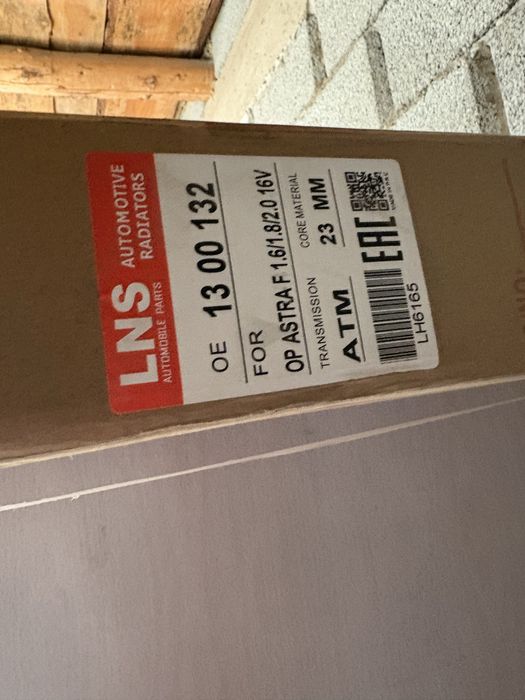 LNS AUTOMOTIVE
AUTOMOBILE PARTS RADIATORS
OE 13 00 132
FOR
OP ASTRA F 1.6/1.8/2.0 16V
TRANSMISSION CORE MATERIAL
ATM 23 MM
EAC
LH6165